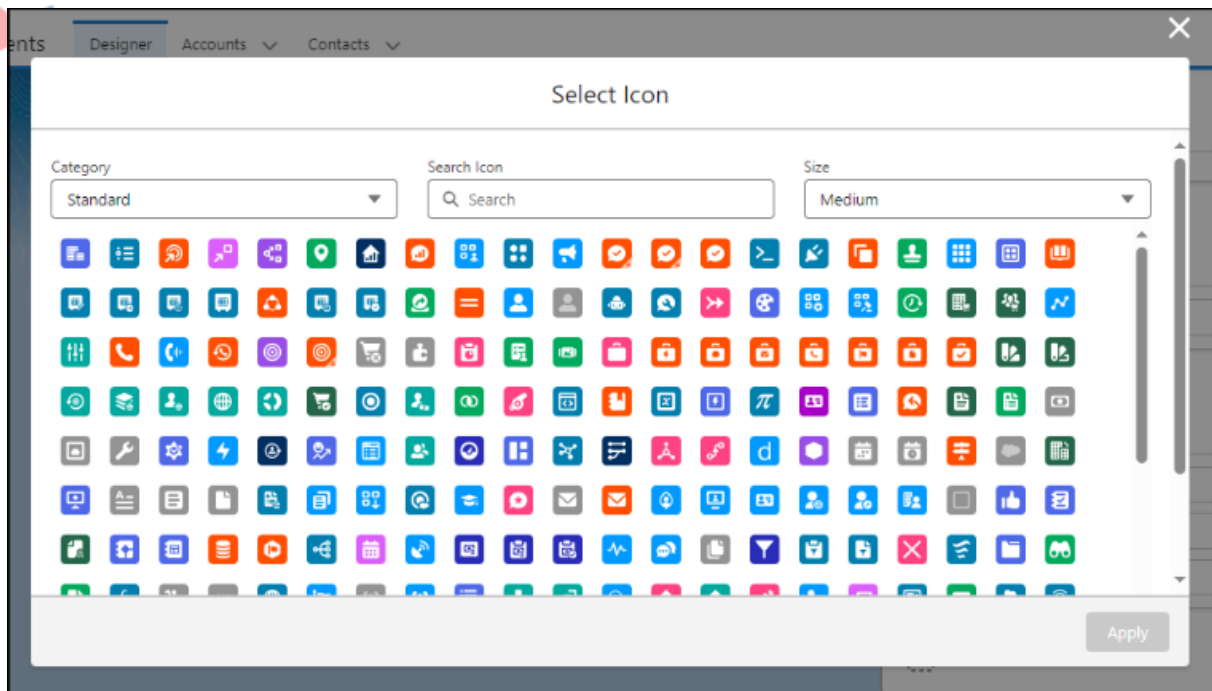 ents Designer Accounts Contacts
Select Icon
Category Search Icon Size
Standard Search Medium
Apply